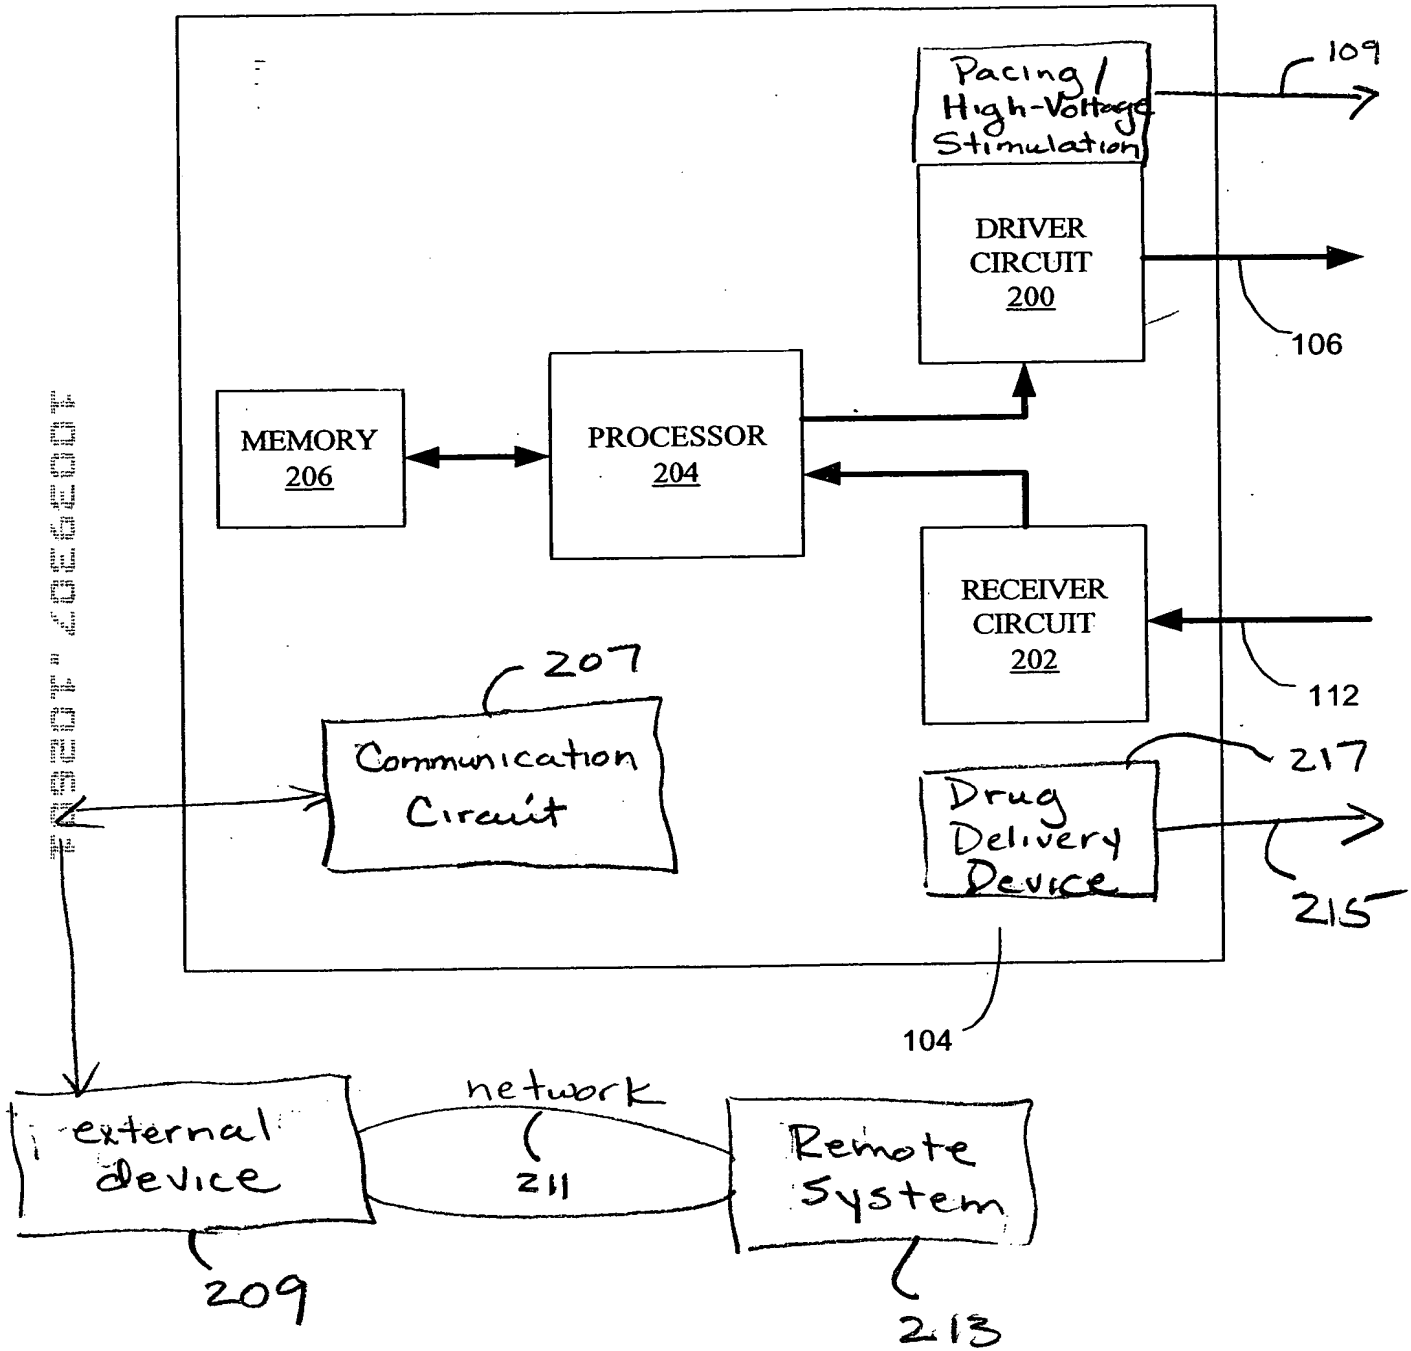 Pacing /
High-Voltage
Stimulation
109
DRIVER
CIRCUIT
200
106
MEMORY
206
PROCESSOR
204
RECEIVER
CIRCUIT
202
112
207
Communication
Circuit
217
Drug
Delivery
Device
215
104
external
device
209
network
211
Remote
System
213